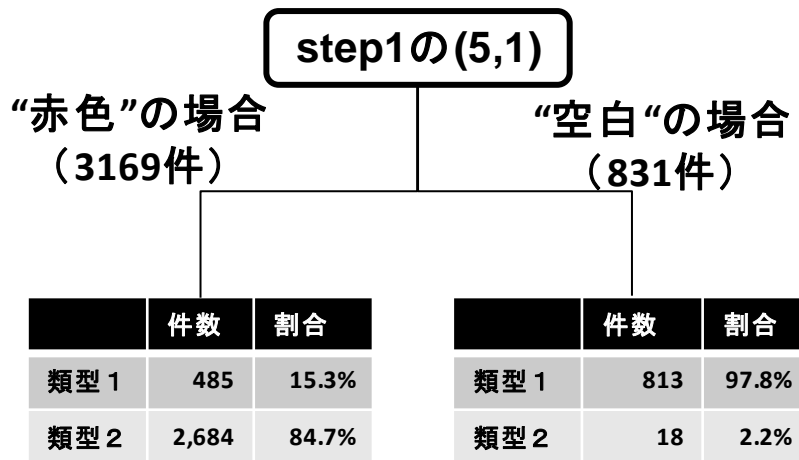 step1の(5,1)
“赤色”の場合
（3169件）
“空白“の場合
（831件）
件数 割合
類型１ 485 15.3%
類型２ 2,684 84.7%
件数 割合
類型１ 813 97.8%
類型２ 18 2.2%